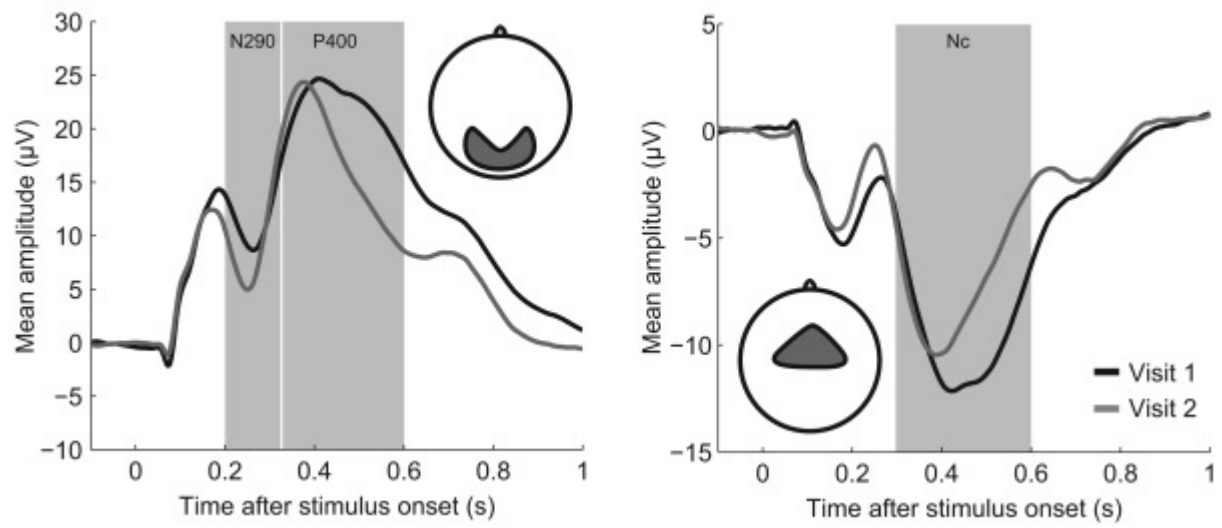 30
25
20
15
10
5
0
−5
−10
Mean amplitude (µV)
N290
P400
0 0.2 0.4 0.6 0.8 1
Time after stimulus onset (s)
5
0
−5
−10
−15
Mean amplitude (µV)
Nc
Visit 1
Visit 2
0 0.2 0.4 0.6 0.8 1
Time after stimulus onset (s)